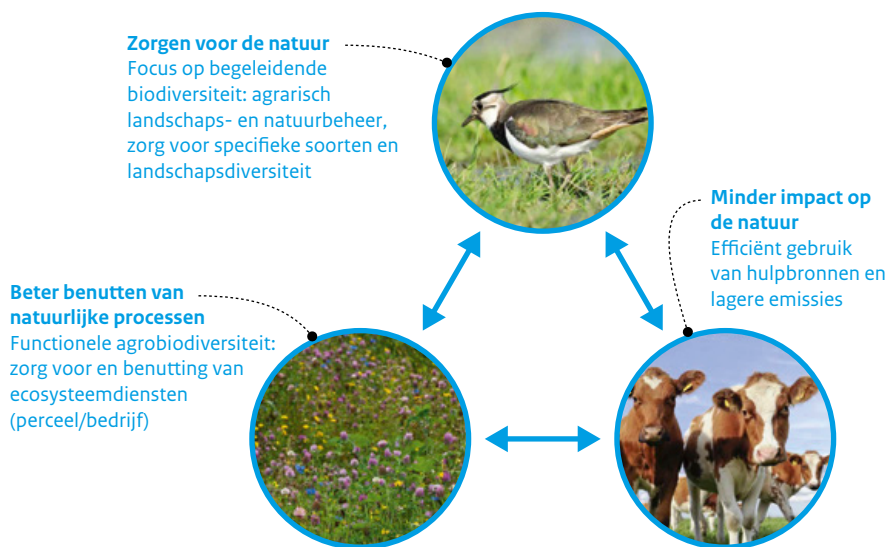 Zorgen voor de natuur
Focus op begeleidende
biodiversiteit: agrarisch
landschaps- en natuurbeheer,
zorg voor specifieke soorten en
landschapsdiversiteit
Minder impact op
de natuur
Efficiënt gebruik
van hulpbronnen en
lagere emissies
Beter benutten van
natuurlijke processen
Functionele agrobiodiversiteit:
zorg voor en benutting van
ecosysteemdiensten
(perceel/bedrijf)